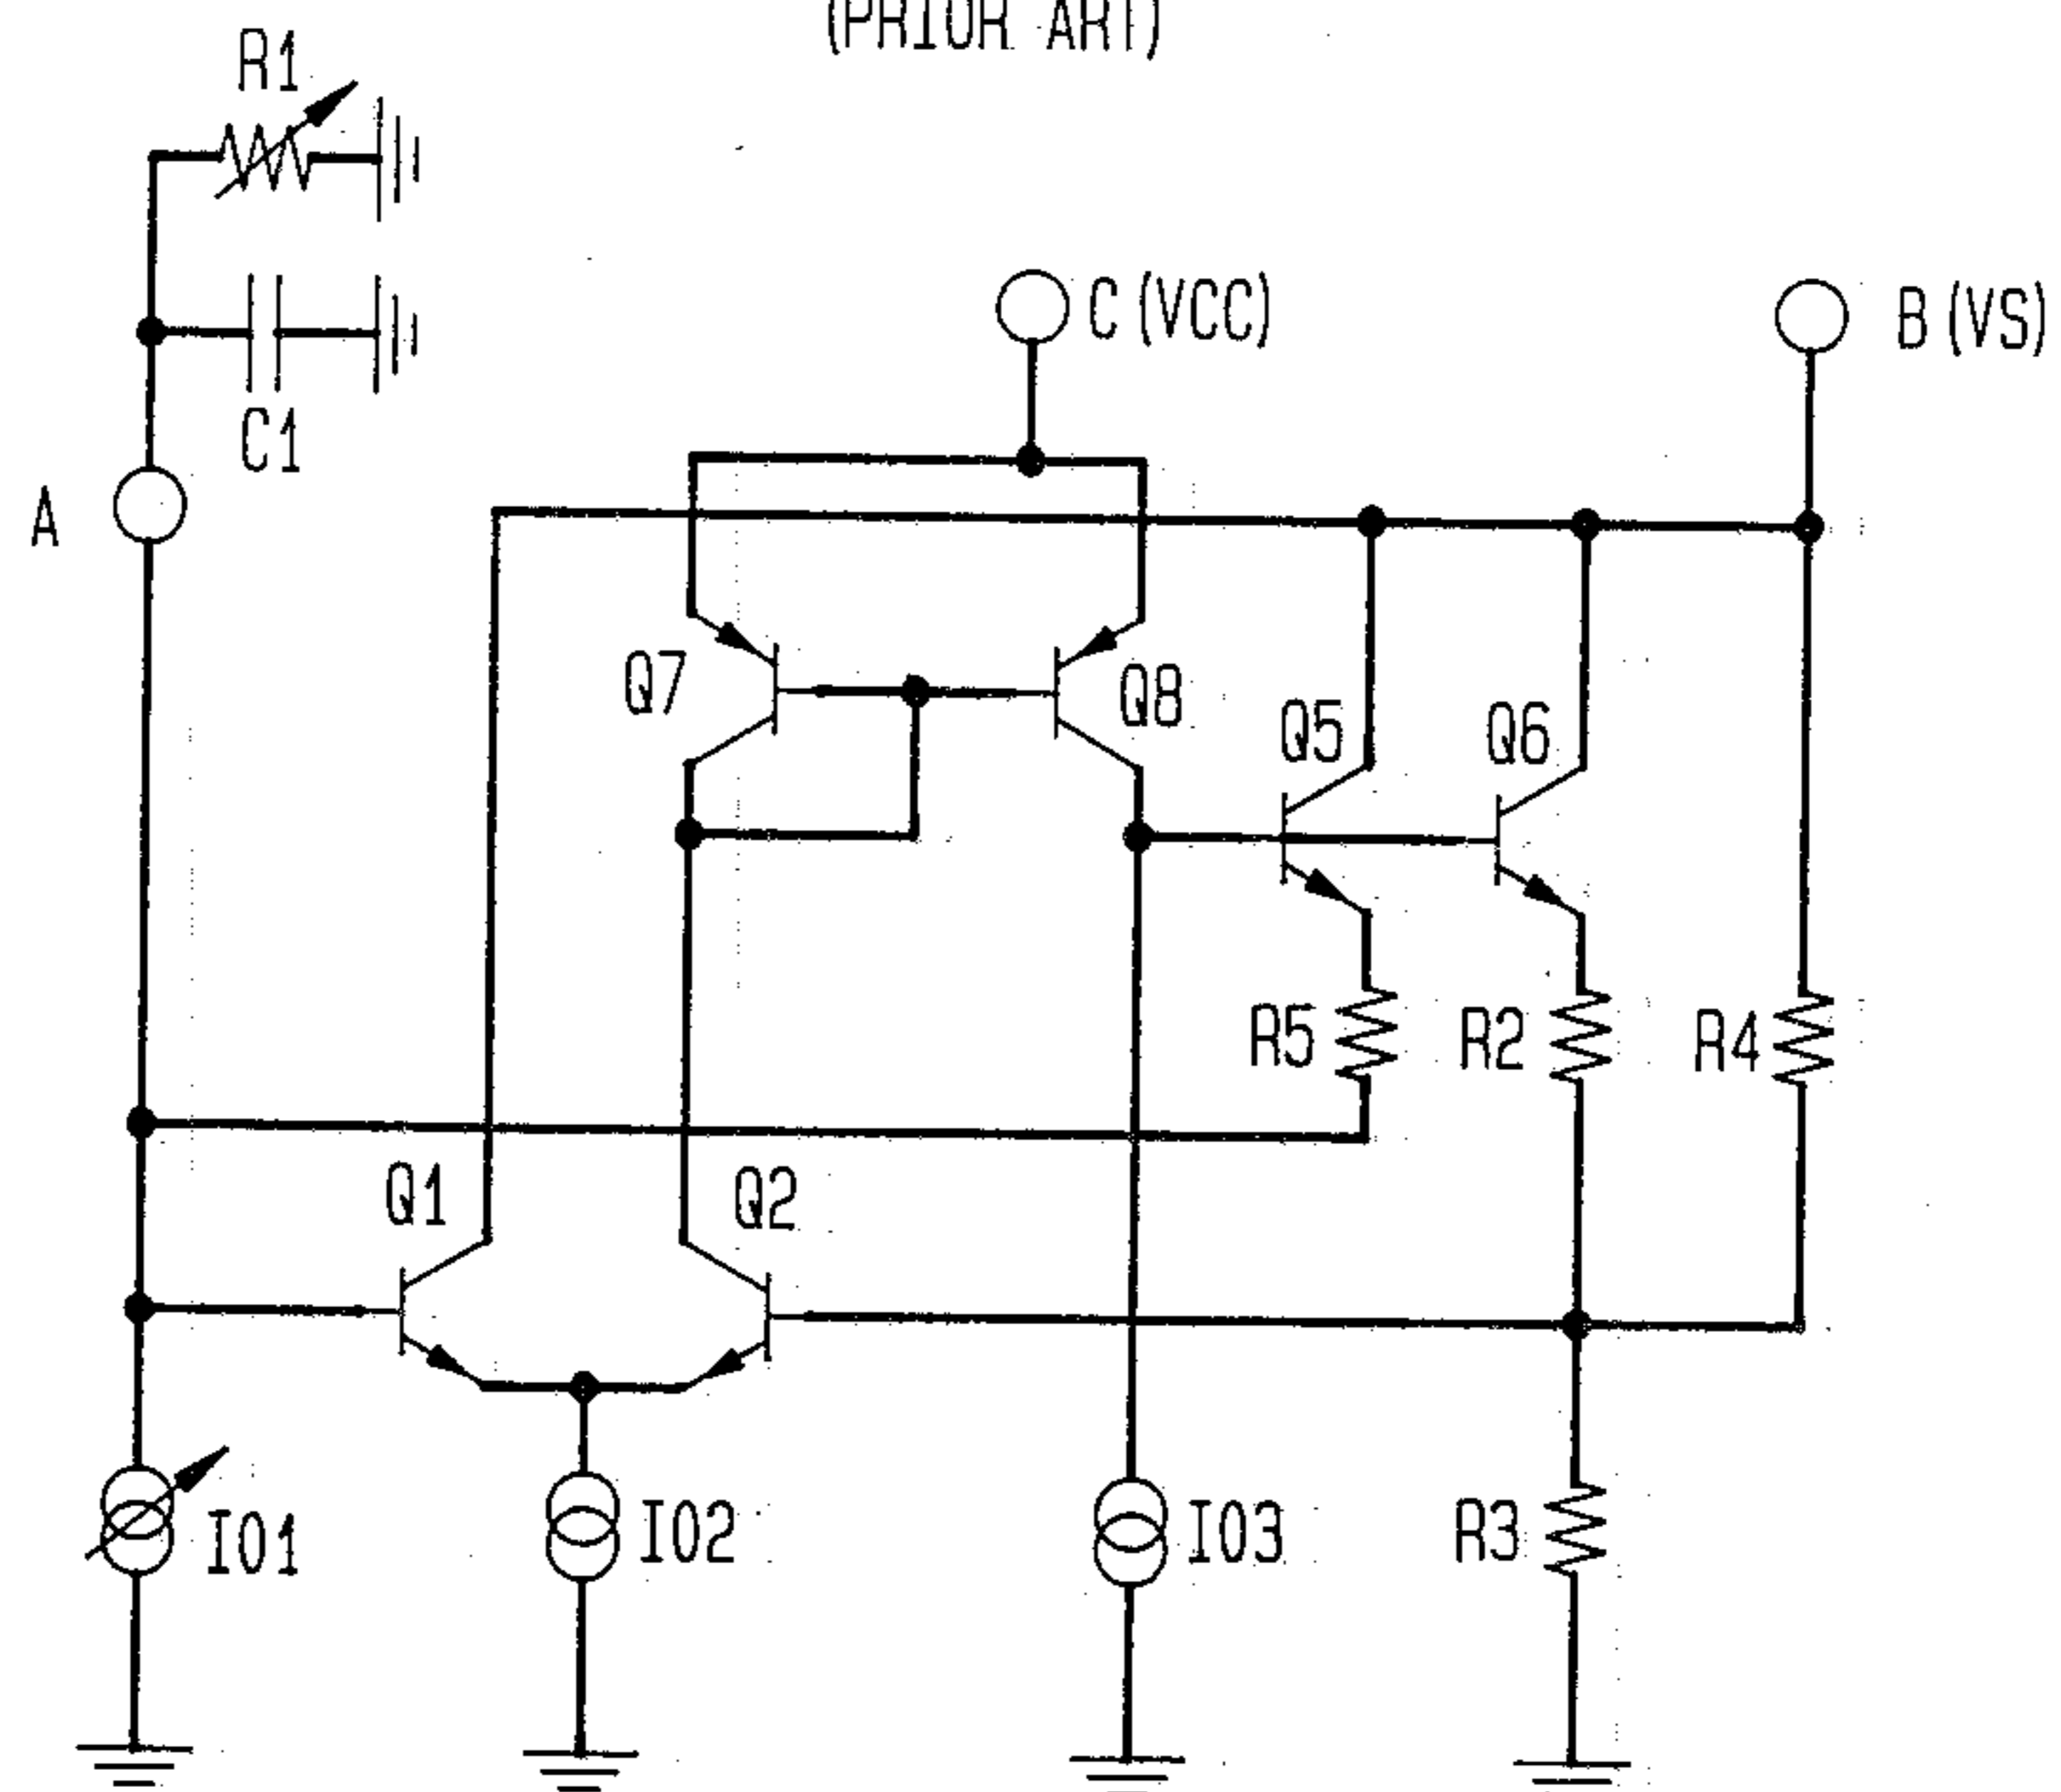 (PRIOR ART)
R1
C1
A
C (VCC)
B (VS)
Q7
Q8
Q5
Q6
R5
R2
R4
Q1
Q2
I01
I02
I03
R3